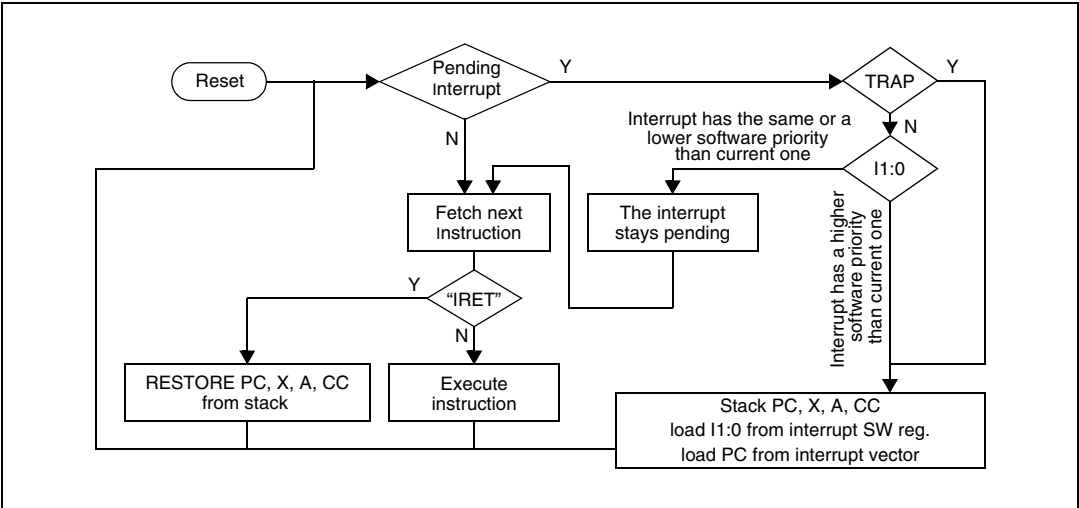 Reset
Pending
Interrupt
Y
TRAP
Y
N
N
Interrupt has the same or a
lower software priority
than current one
I1:0
Fetch next
Instruction
The interrupt
stays pending
Interrupt has a higher
software priority
than current one
Y
“IRET”
N
RESTORE PC, X, A, CC
from stack
Execute
instruction
Stack PC, X, A, CC
load I1:0 from interrupt SW reg.
load PC from interrupt vector